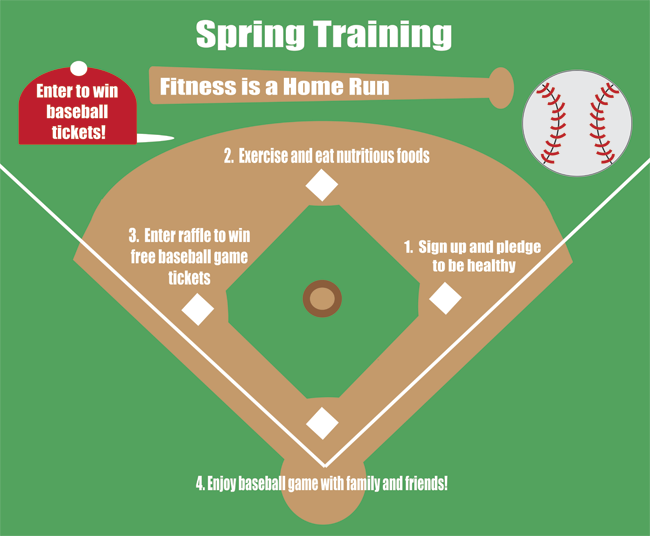 Spring Training
Enter to win
baseball
tickets!
Fitness is a Home Run
2. Exercise and eat nutritious foods
3. Enter raffle to win
free baseball game
tickets
1. Sign up and pledge
to be healthy
4. Enjoy baseball game with family and friends!